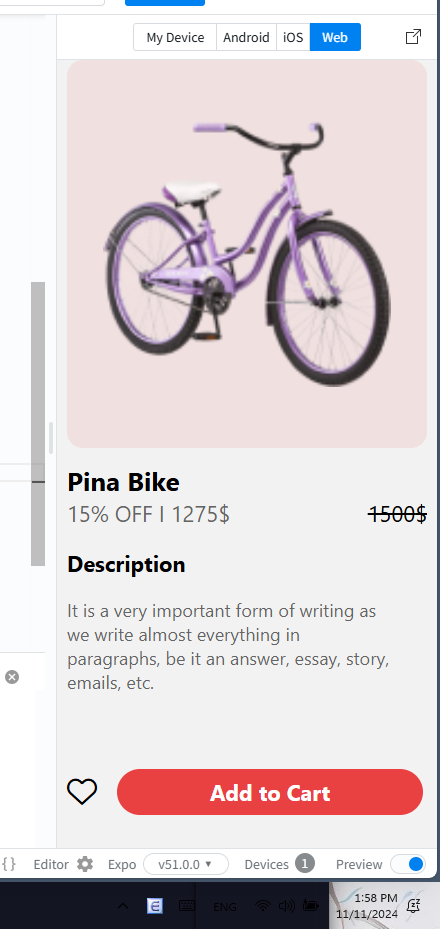 My Device Android iOS Web
Pina Bike
15% OFF I 1275$ 1500$
Description
It is a very important form of writing as
we write almost everything in
paragraphs, be it an answer, essay, story,
emails, etc.
Add to Cart
{} Editor Expo v51.0.0 Devices 1 Preview
ENG
1:58 PM
11/11/2024